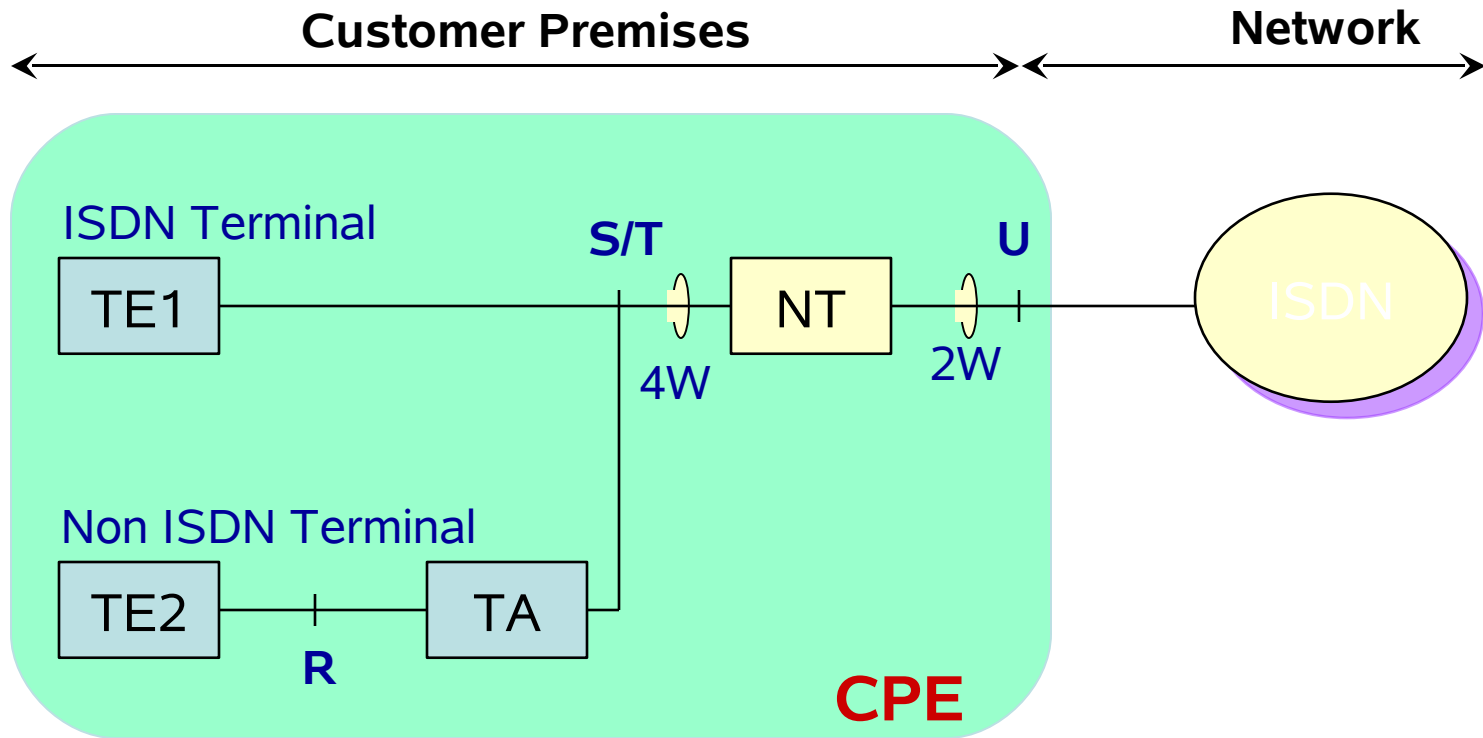 Customer Premises
Network
ISDN Terminal
S/T
U
TE1
NT
ISDN
4W
2W
Non ISDN Terminal
TE2
TA
R
CPE